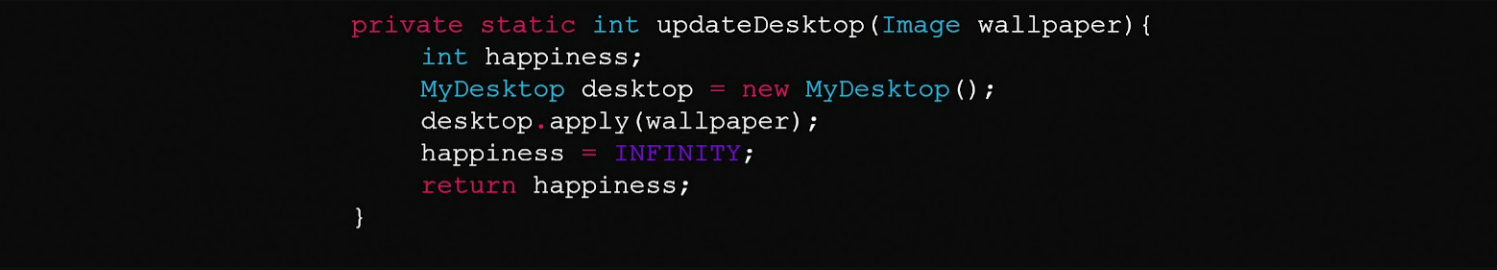 private static int updateDesktop(Image wallpaper){
int happiness;
MyDesktop desktop = new MyDesktop();
desktop.apply(wallpaper);
happiness = INFINITY;
return happiness;
}